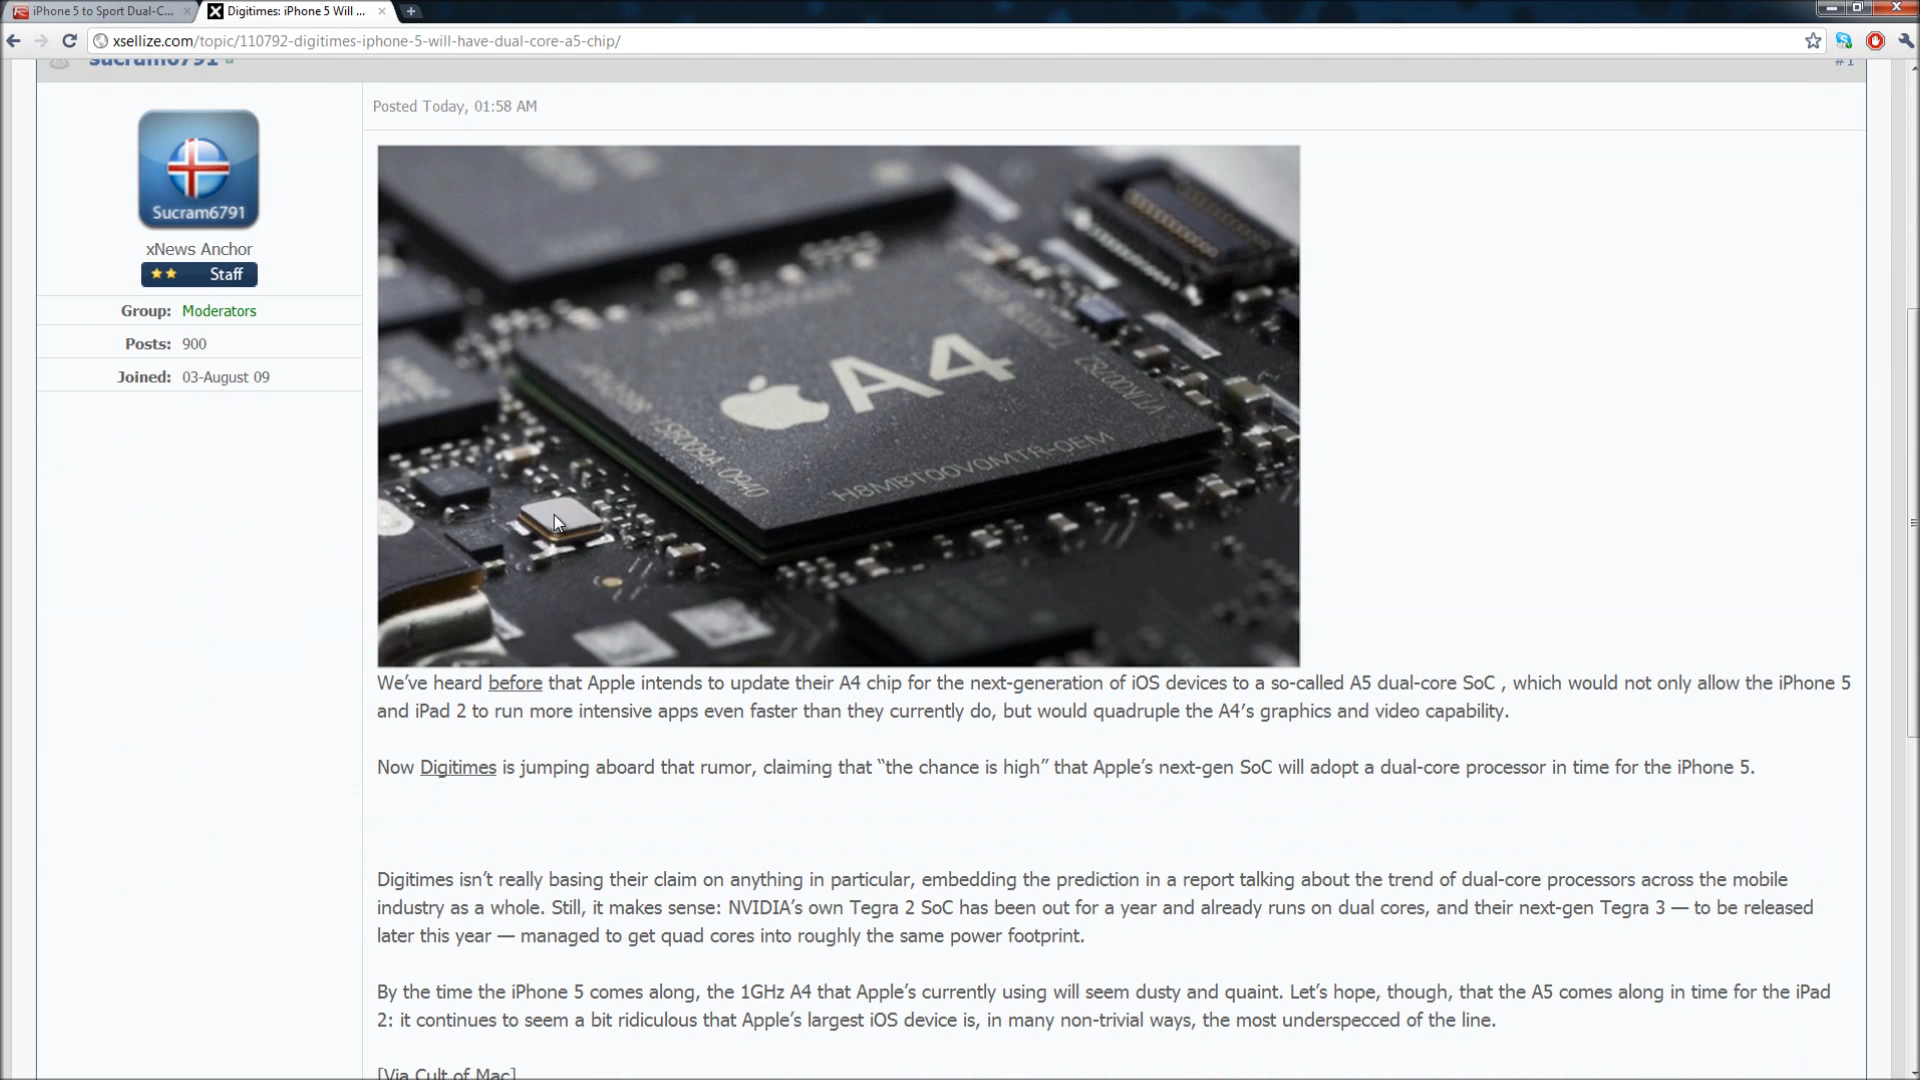 iPhone 5 to Sport Dual-C...
Digitimes: iPhone 5 Will ...
xsellize.com/topic/110792-digitimes-iphone-5-will-have-dual-core-a5-chip/
sucram6791
#1
Posted Today, 01:58 AM
Sucram6791
xNews Anchor
Staff
Group: Moderators
Posts: 900
Joined: 03-August 09
A4
H8MBT00V0MTR-0EM
We've heard before that Apple intends to update their A4 chip for the next-generation of iOS devices to a so-called A5 dual-core SoC , which would not only allow the iPhone 5
and iPad 2 to run more intensive apps even faster than they currently do, but would quadruple the A4's graphics and video capability.
Now Digitimes is jumping aboard that rumor, claiming that “the chance is high” that Apple's next-gen SoC will adopt a dual-core processor in time for the iPhone 5.
Digitimes isn't really basing their claim on anything in particular, embedding the prediction in a report talking about the trend of dual-core processors across the mobile
industry as a whole. Still, it makes sense: NVIDIA's own Tegra 2 SoC has been out for a year and already runs on dual cores, and their next-gen Tegra 3 — to be released
later this year — managed to get quad cores into roughly the same power footprint.
By the time the iPhone 5 comes along, the 1GHz A4 that Apple's currently using will seem dusty and quaint. Let's hope, though, that the A5 comes along in time for the iPad
2: it continues to seem a bit ridiculous that Apple's largest iOS device is, in many non-trivial ways, the most underspecced of the line.
[Via Cult of Mac]